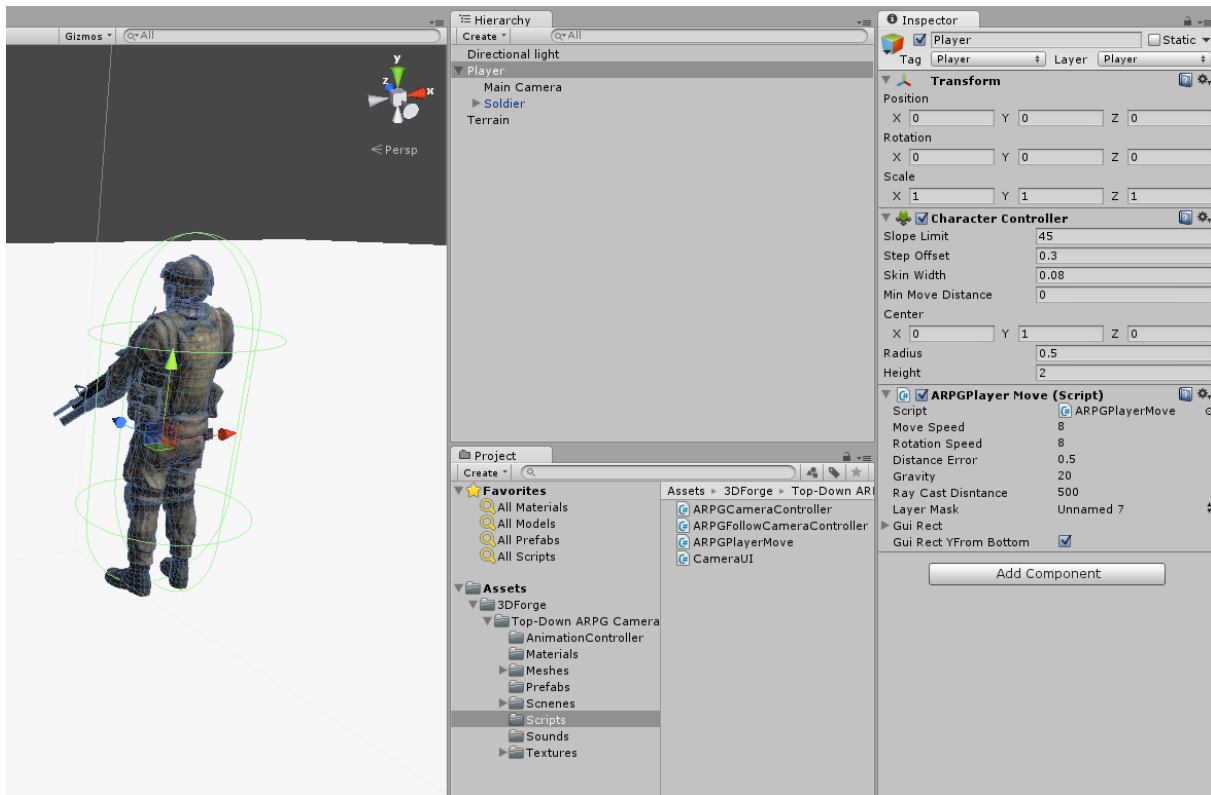 Gizmos All
y
z
x
Persp
Hierarchy
Create All
Directional light
Player
Main Camera
Soldier
Terrain
Project
Create
Favorites
All Materials
All Models
All Prefabs
All Scripts
Assets
3DForge
Top-Down ARPG Camera
AnimationController
Materials
Meshes
Prefabs
Scnenes
Scripts
Sounds
Textures
Assets 3DForge Top-Down AR
ARPGCameraController
ARPGFollowCameraController
ARPGPlayerMove
CameraUI
Inspector
Player Static
Tag Player Layer Player
Transform
Position
X 0 Y 0 Z 0
Rotation
X 0 Y 0 Z 0
Scale
X 1 Y 1 Z 1
Character Controller
Slope Limit 45
Step Offset 0.3
Skin Width 0.08
Min Move Distance 0
Center
X 0 Y 1 Z 0
Radius 0.5
Height 2
ARPGPlayer Move (Script)
Script ARPGPlayerMove
Move Speed 8
Rotation Speed 8
Distance Error 0.5
Gravity 20
Ray Cast Disntance 500
Layer Mask Unnamed 7
Gui Rect
Gui Rect YFrom Bottom
Add Component